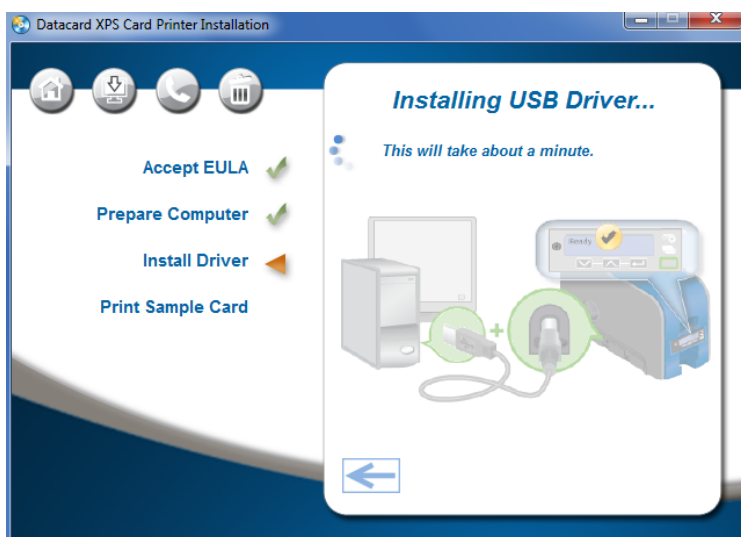 Datacard XPS Card Printer Installation
Installing USB Driver...
This will take about a minute.
Accept EULA
Prepare Computer
Install Driver
Print Sample Card
Ready